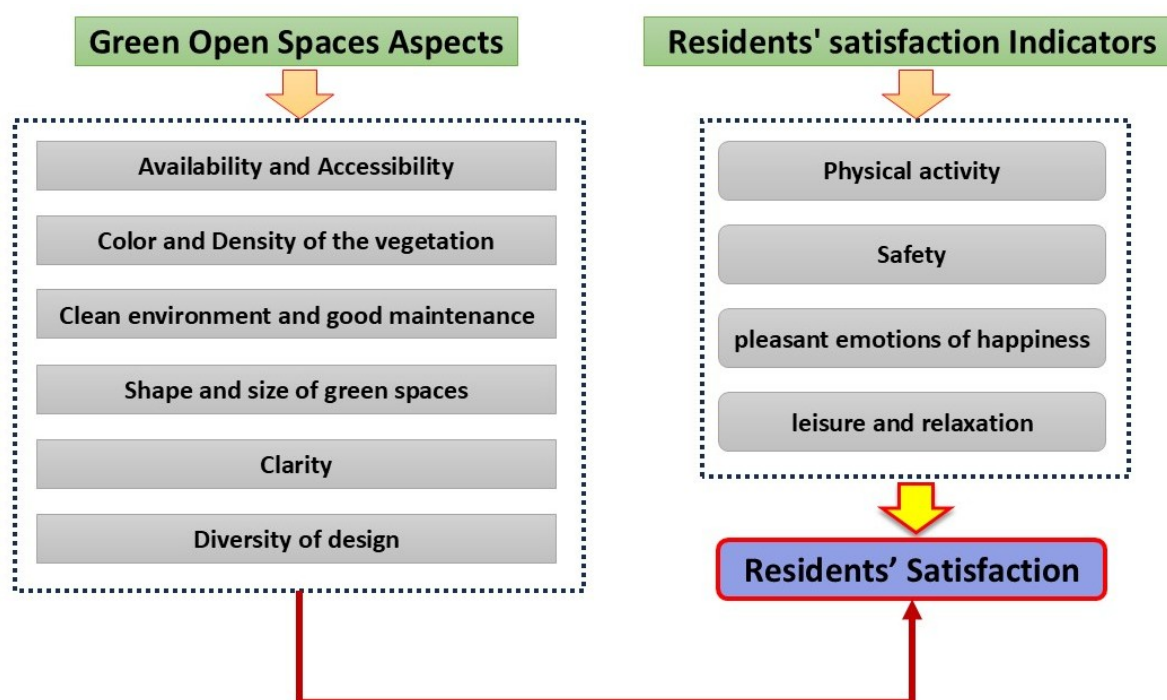 Green Open Spaces Aspects
Availability and Accessibility
Color and Density of the vegetation
Clean environment and good maintenance
Shape and size of green spaces
Clarity
Diversity of design
Residents' satisfaction Indicators
Physical activity
Safety
pleasant emotions of happiness
leisure and relaxation
Residents’ Satisfaction